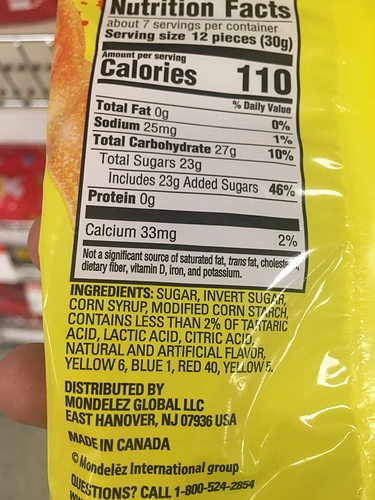 Nutrition Facts
about 7 servings per container
Serving size 12 pieces (30g)
Amount per serving
Calories 110
% Daily Value
Total Fat 0g 0%
Sodium 25mg 1%
Total Carbohydrate 27g 10%
Total Sugars 23g
Includes 23g Added Sugars 46%
Protein 0g
Calcium 33mg 2%
Not a significant source of saturated fat, trans fat,
dietary fiber, vitamin D, iron, and potassium.
INGREDIENTS: SUGAR, INVERT SUGAR,
CORN SYRUP, MODIFIED CORN STARCH,
CONTAINS LESS THAN 2% OF TARTARIC
ACID, LACTIC ACID, CITRIC ACID,
NATURAL AND ARTIFICIAL FLAVOR,
YELLOW 6, BLUE 1, RED 40, YELLOW 5.
DISTRIBUTED BY
MONDELEZ GLOBAL LLC
EAST HANOVER, NJ 07936 USA
MADE IN CANADA
© Mondelēz International group
QUESTIONS? CALL 1-800-524-2854